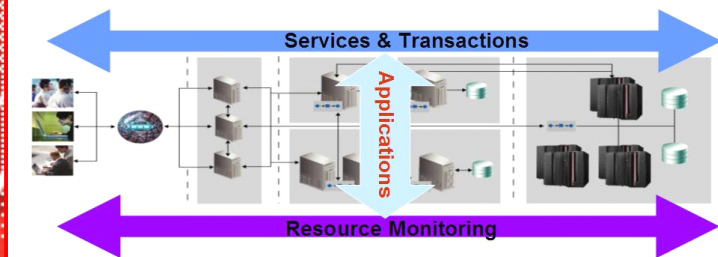 Services & Transactions
Applications
Resource Monitoring